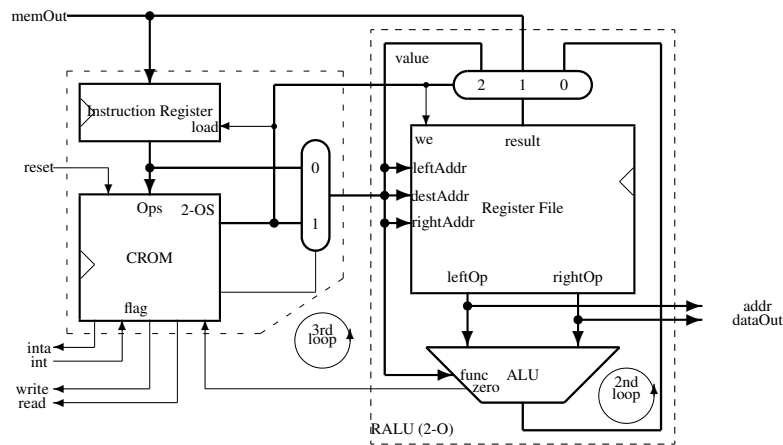 memOut
value
2 1 0
Instruction Register
load
we
result
reset
0
leftAddr
Ops
2-OS
destAddr
Register File
1
rightAddr
CROM
leftOp
rightOp
flag
addr
dataOut
3rd
loop
inta
int
func
ALU
zero
2nd
loop
write
read
RALU (2-O)